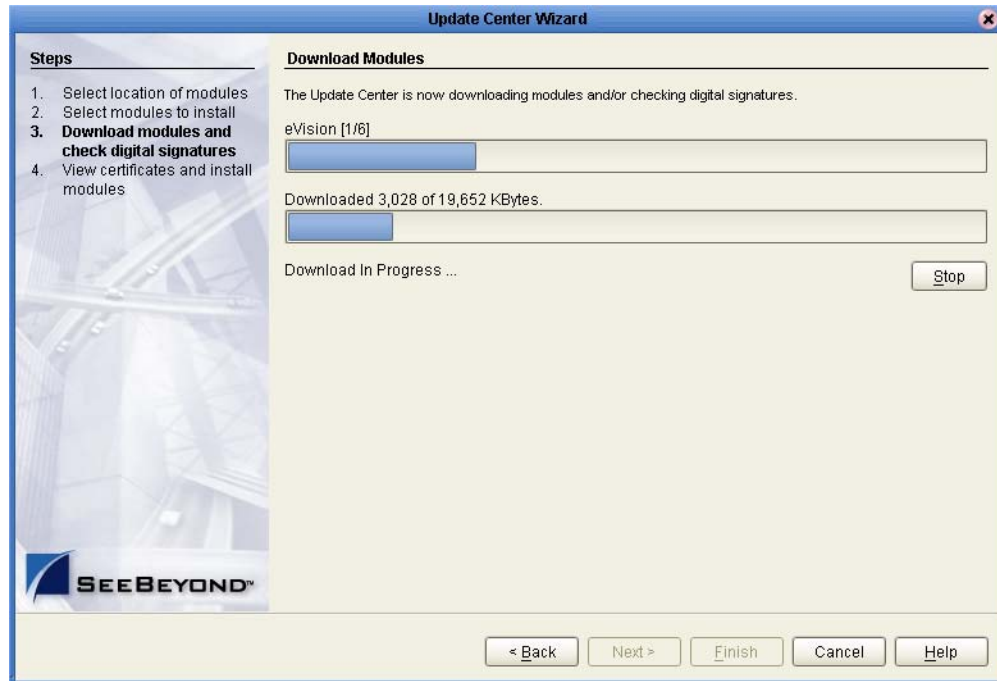 Update Center Wizard
Steps
1. Select location of modules
2. Select modules to install
3. Download modules and
check digital signatures
4. View certificates and install
modules
SEEBEYOND™
Download Modules
The Update Center is now downloading modules and/or checking digital signatures.
eVision [1/6]
Downloaded 3,028 of 19,652 KBytes.
Download In Progress ...
Stop
< Back
Next >
Finish
Cancel
Help